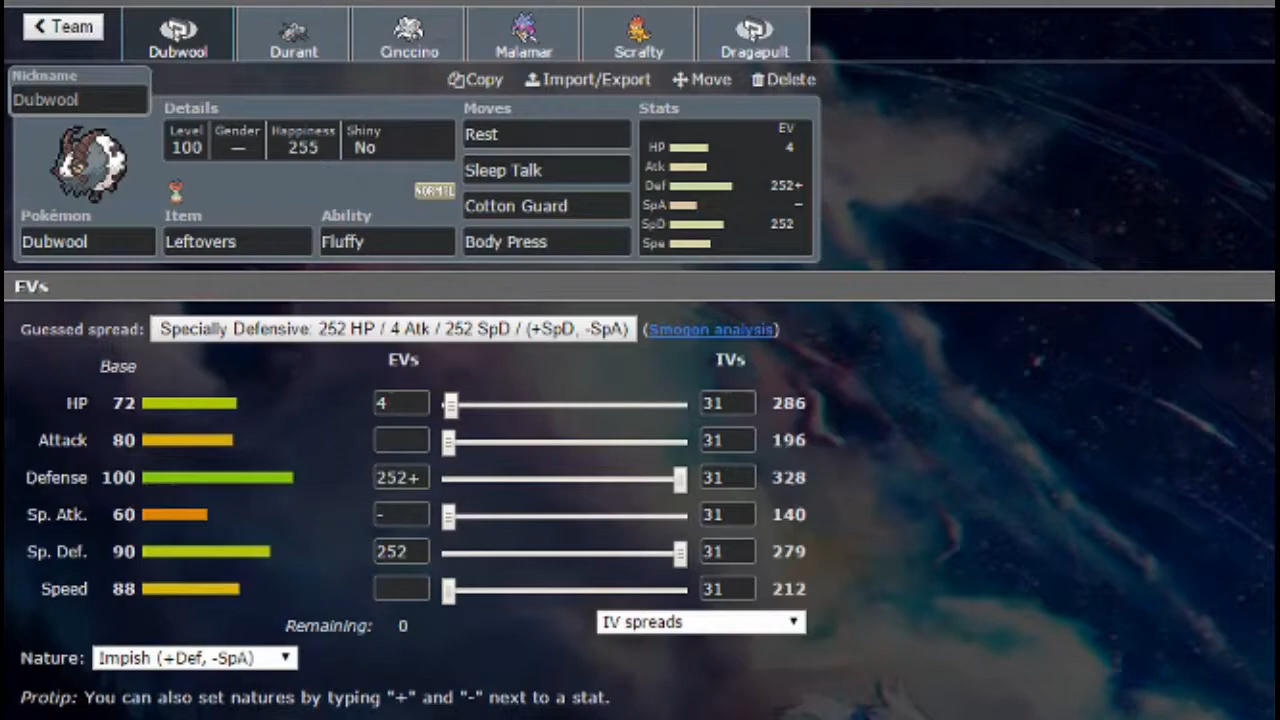 Team
Dubwool Durant Cinccino Malamar Scrafty Dragapult
Copy Import/Export Move Delete
Nickname
Dubwool
Details
Level Gender Happiness Shiny
100 — 255 No
NORMAL
Pokémon Item Ability
Dubwool Leftovers Fluffy
Moves
Rest
Sleep Talk
Cotton Guard
Body Press
Stats
EV
HP 4
Atk
Def 252+
SpA −
SpD 252
Spe
EVs
Guessed spread: Specially Defensive: 252 HP / 4 Atk / 252 SpD / (+SpD, -SpA) (Smogon analysis)
Base EVs IVs
HP 72 4 31 286
Attack 80 31 196
Defense 100 252+ 31 328
Sp. Atk. 60 - 31 140
Sp. Def. 90 252 31 279
Speed 88 31 212
Remaining: 0 IV spreads
Nature: Impish (+Def, -SpA)
Protip: You can also set natures by typing "+" and "-" next to a stat.